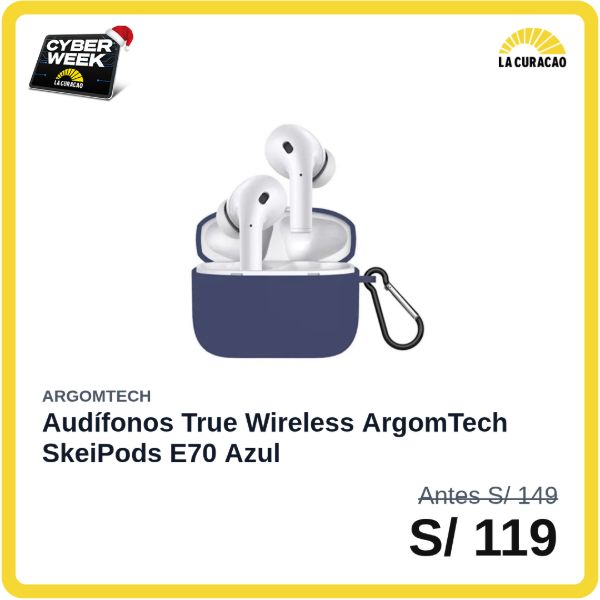 CYBER
WEEK
LA CURACAO
LA CURACAO
ARGOMTECH
Audífonos True Wireless ArgomTech
SkeiPods E70 Azul
Antes S/ 149
S/ 119